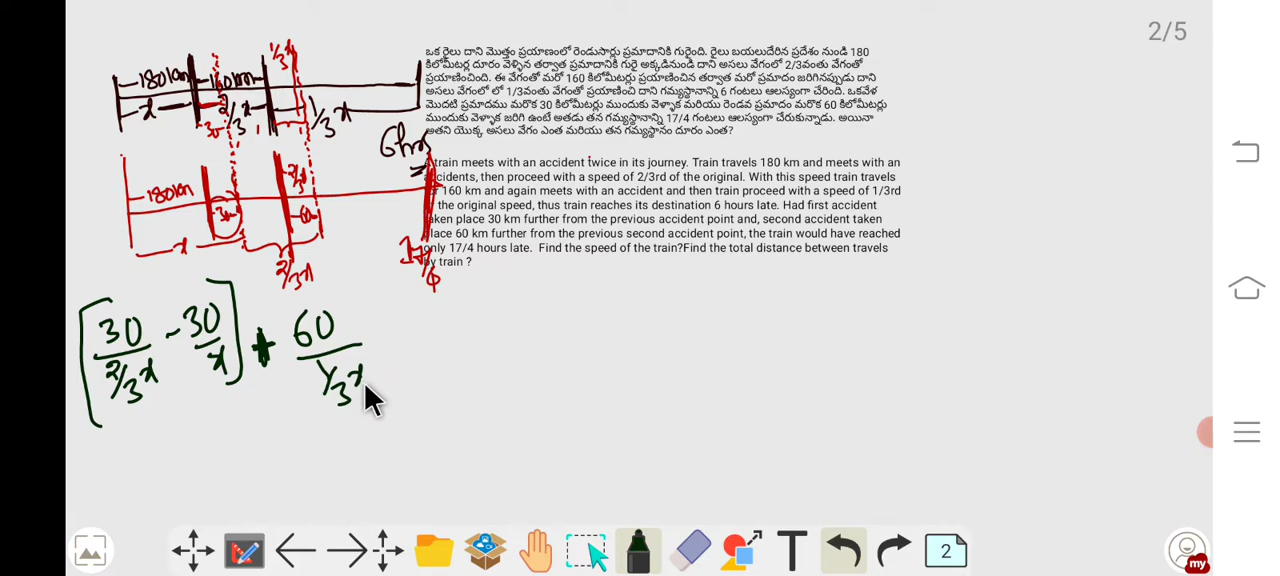 2/5
ఒక రైలు దాని మొత్తం ప్రయాణంలో రెండుసార్లు ప్రమాదానికి గురైంది. రైలు బయలుదేరిన ప్రదేశం నుండి 180
కిలోమీటర్ల దూరం వెళ్ళిన తర్వాత ప్రమాదానికి గురై అక్కడినుండి దాని అసలు వేగంలో 2/3వంతు వేగంతో
ప్రయాణించింది. ఈ వేగంతో మరో 160 కిలోమీటర్లు ప్రయాణించిన తర్వాత మరో ప్రమాదం జరిగినప్పుడు దాని
అసలు వేగంలో లో 1/3వంతు వేగంతో ప్రయాణించి దాని గమ్యస్థానాన్ని 6 గంటలు ఆలస్యంగా చేరింది. ఒకవేళ
మొదటి ప్రమాదము మరొక 30 కిలోమీటర్లు ముందుకు వెళ్ళాక మరియు రెండవ ప్రమాదం మరొక 60 కిలోమీటర్లు
ముందుకు వెళ్ళాక జరిగి ఉంటే అతడు తన గమ్యస్థానాన్ని 17/4 గంటలు ఆలస్యంగా చేరుకున్నాడు. అయినా
అతని యొక్క అసలు వేగం ఎంత మరియు తన గమ్యస్థానం దూరం ఎంత?
train meets with an accident twice in its journey. Train travels 180 km and meets with an
accidents, then proceed with a speed of 2/3rd of the original. With this speed train travels
160 km and again meets with an accident and then train proceed with a speed of 1/3rd
the original speed, thus train reaches its destination 6 hours late. Had first accident
taken place 30 km further from the previous accident point and, second accident taken
place 60 km further from the previous second accident point, the train would have reached
only 17/4 hours late. Find the speed of the train?Find the total distance between travels
by train ?
180km 1/3x
x 2/3x 1/3x
30
6hrs
2/3x
180km 30 60
x 2/3x 17/4
[30/(2/3x) - 30/x] + 60/(1/3x)
2
my